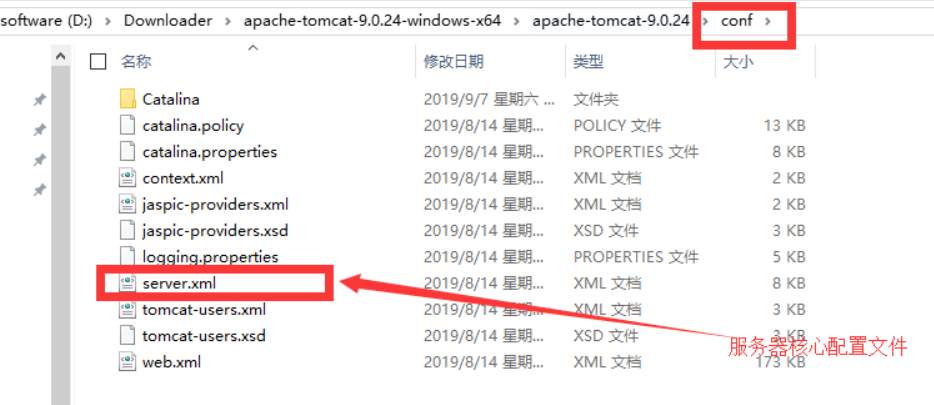 software (D:) › Downloader › apache-tomcat-9.0.24-windows-x64 › apache-tomcat-9.0.24 › conf ›
名称 修改日期 类型 大小
Catalina 2019/9/7 星期六 ... 文件夹
catalina.policy 2019/8/14 星期... POLICY 文件 13 KB
catalina.properties 2019/8/14 星期... PROPERTIES 文件 8 KB
context.xml 2019/8/14 星期... XML 文档 2 KB
jaspic-providers.xml 2019/8/14 星期... XML 文档 2 KB
jaspic-providers.xsd 2019/8/14 星期... XSD 文件 3 KB
logging.properties 2019/8/14 星期... PROPERTIES 文件 5 KB
server.xml 2019/8/14 星期... XML 文档 8 KB
tomcat-users.xml 2019/8/14 星期... XML 文档 3 KB
tomcat-users.xsd 2019/8/14 星期... XSD 文件 3 KB
服务器核心配置文件
web.xml 2019/8/14 星期... XML 文档 173 KB